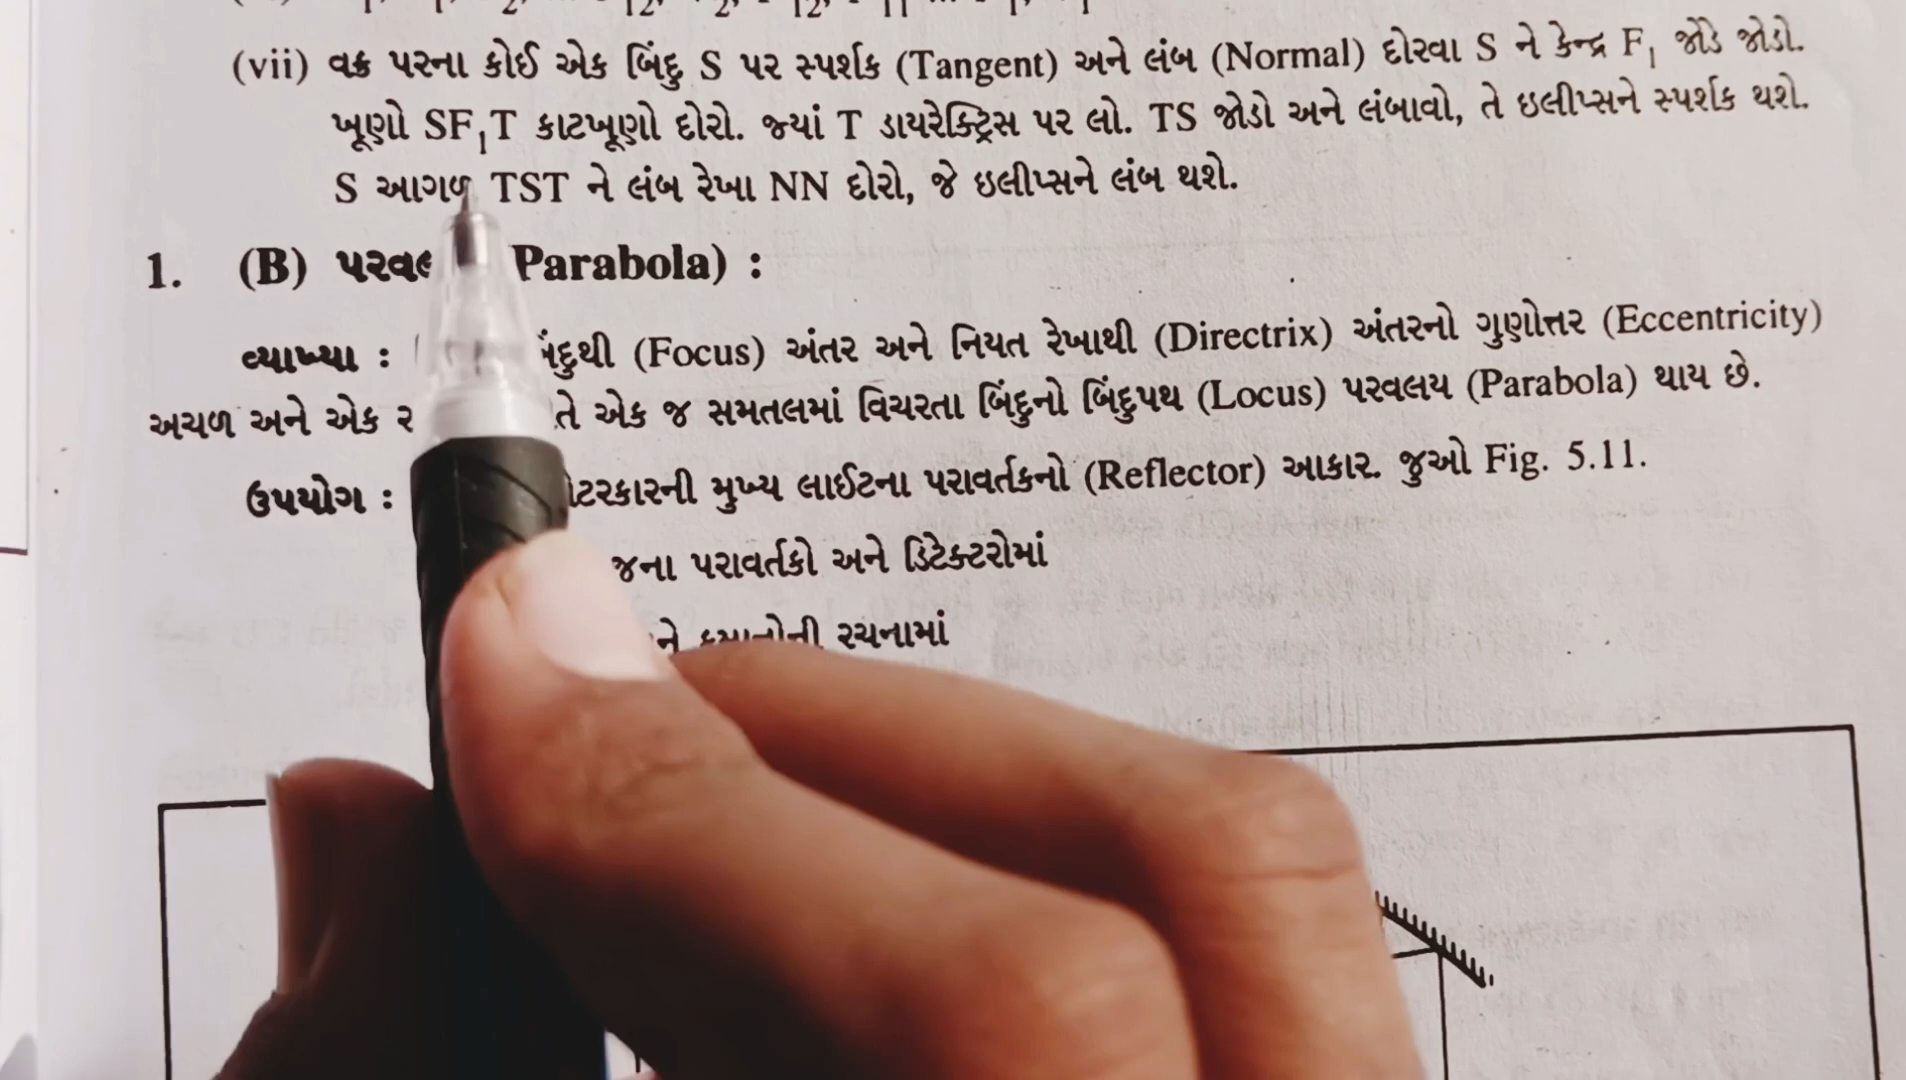 (vii) વક્ર પરના કોઈ એક બિંદુ S પર સ્પર્શક (Tangent) અને લંબ (Normal) દોરવા S ને કેન્દ્ર F₁ જોડે જોડો.
ખૂણો SF₁T કાટખૂણો દોરો. જ્યાં T ડાયરેક્ટ્રિસ પર લો. TS જોડો અને લંબાવો, તે ઇલીપ્સને સ્પર્શક થશે.
S આગળ TST ને લંબ રેખા NN દોરો, જે ઇલીપ્સને લંબ થશે.
1. (B) Parabola) :
વ્યાખ્યા : (Focus) અંતર અને નિયત રેખાથી (Directrix) અંતરનો ગુણોત્તર (Eccentricity)
અચળ અને એક તે એક જ સમતલમાં વિચરતા બિંદુનો બિંદુપથ (Locus) પરવલય (Parabola) થાય છે.
ઉપયોગ : મુખ્ય લાઈટના પરાવર્તકનો (Reflector) આકાર. જુઓ Fig. 5.11.
પરાવર્તકો અને ડિટેક્ટરોમાં
રચનામાં